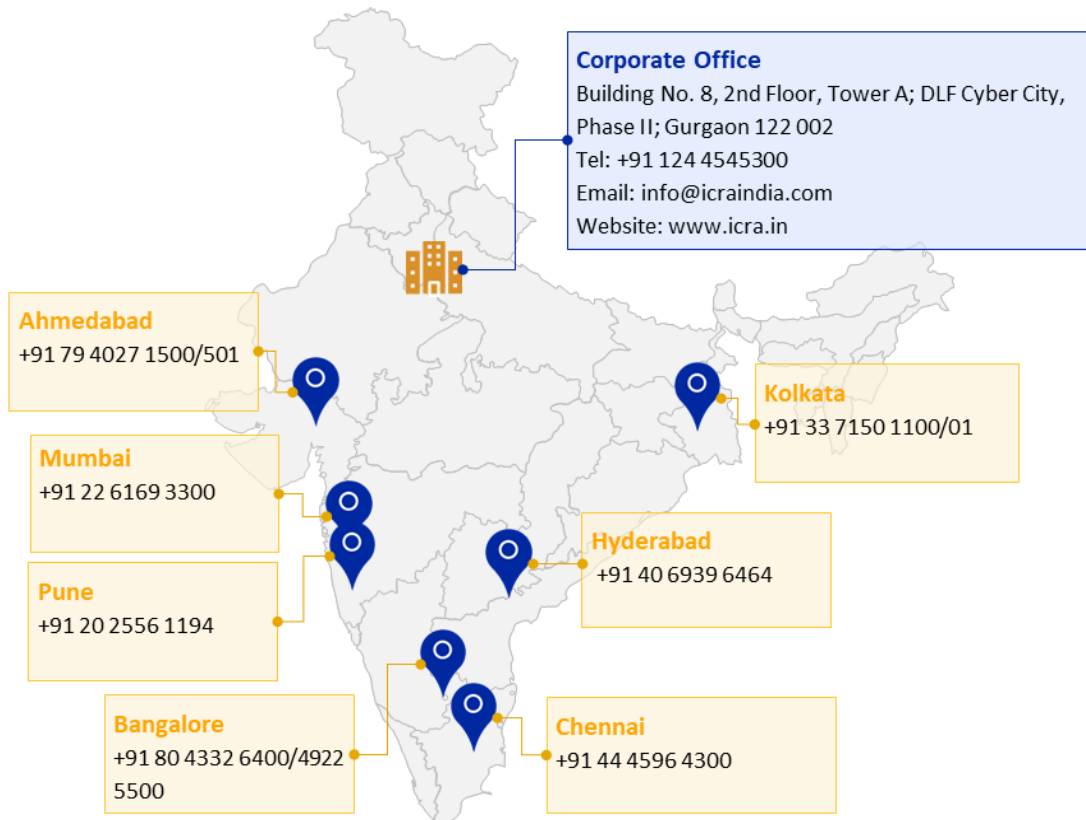 Corporate Office
Building No. 8, 2nd Floor, Tower A; DLF Cyber City,
Phase II; Gurgaon 122 002
Tel: +91 124 4545300
Email: info@icraindia.com
Website: www.icra.in
Ahmedabad
+91 79 4027 1500/501
Kolkata
+91 33 7150 1100/01
Mumbai
+91 22 6169 3300
Hyderabad
+91 40 6939 6464
Pune
+91 20 2556 1194
Bangalore
+91 80 4332 6400/4922
5500
Chennai
+91 44 4596 4300